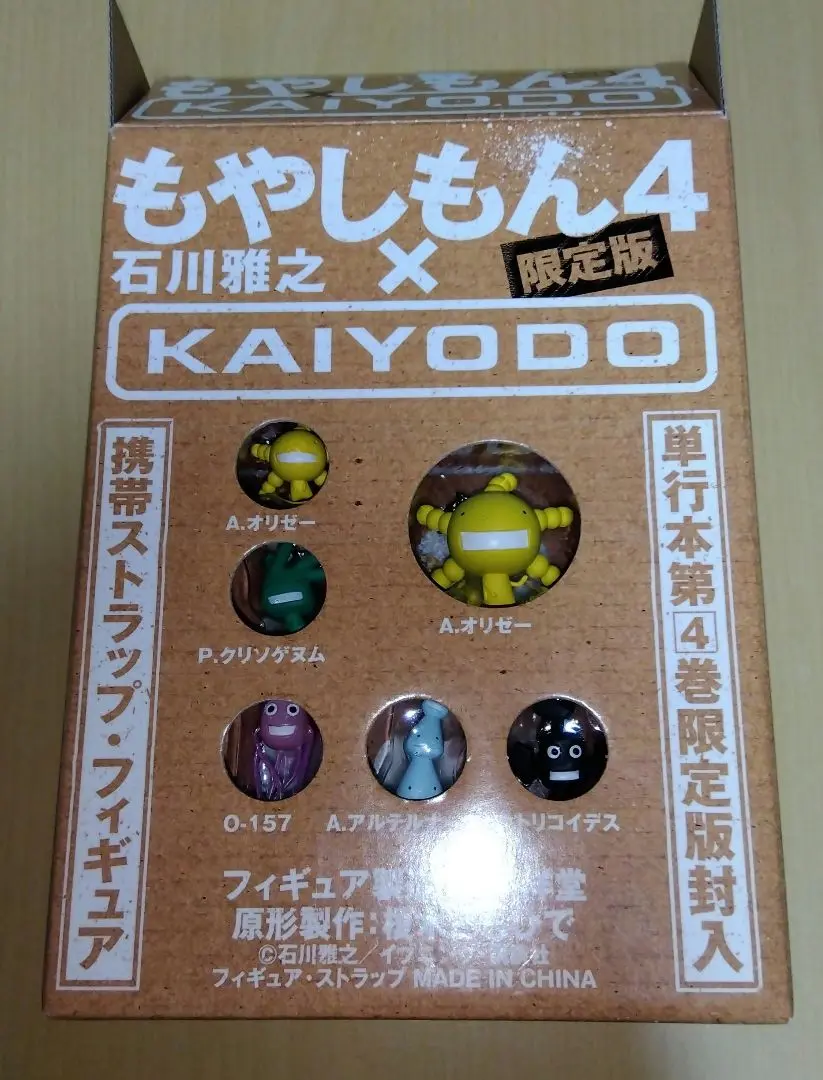 もやしもん4
KAIYODO
もやしもん4
石川雅之 × 限定版
KAIYODO
携帯ストラップ・フィギュア
単行本第4巻限定版封入
A.オリゼー
A.オリゼー
P.クリソゲヌム
O-157
A.アルテルナ
トリコイデス
フィギュア製 堂
原形製作: で
©石川雅之／イ
フィギュア・ストラップ MADE IN CHINA